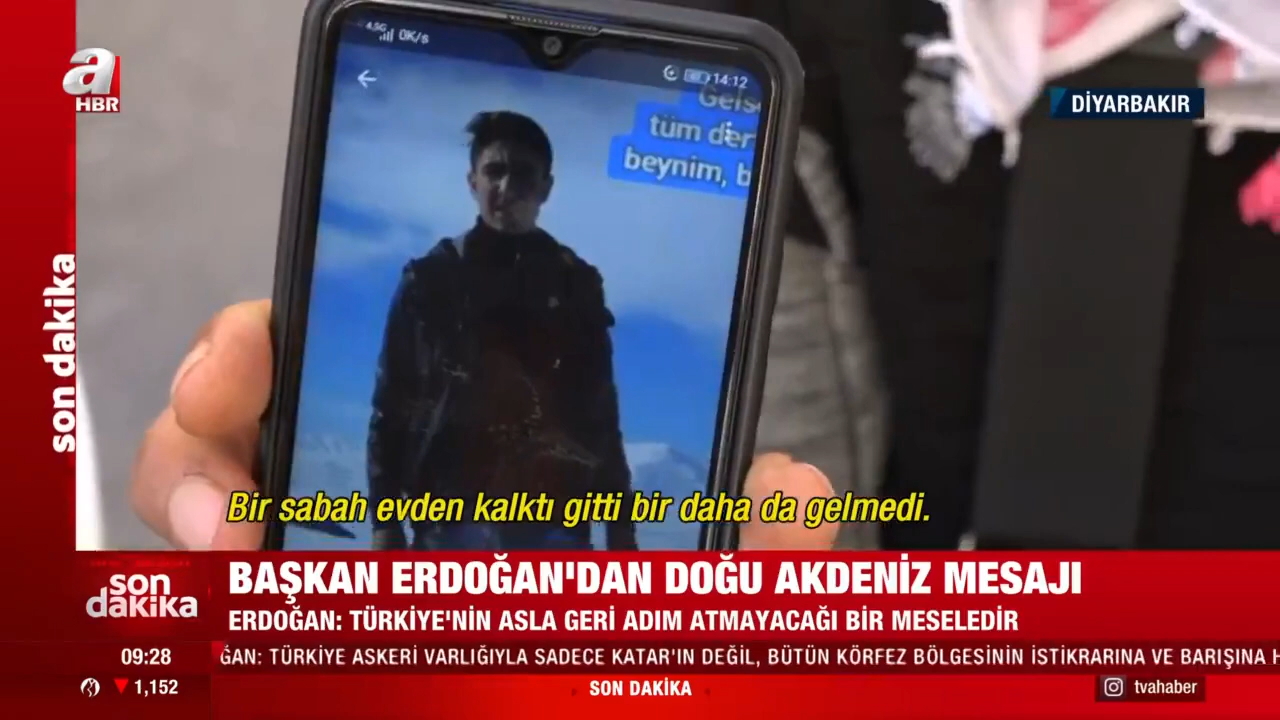 4.5G 0K/s
14:12
a
HBR
DİYARBAKIR
tüm
beynim,
son dakika
Bir sabah evden kalktı gitti bir daha da gelmedi.
son
dakika
BAŞKAN ERDOĞAN'DAN DOĞU AKDENİZ MESAJI
ERDOĞAN: TÜRKİYE'NİN ASLA GERİ ADIM ATMAYACAĞI BİR MESELEDİR
09:28
ĞAN: TÜRKİYE ASKERİ VARLIĞIYLA SADECE KATAR'IN DEĞİL, BÜTÜN KÖRFEZ BÖLGESİNİN İSTİKRARINA VE BARIŞINA H
1,152
SON DAKİKA
tvahaber